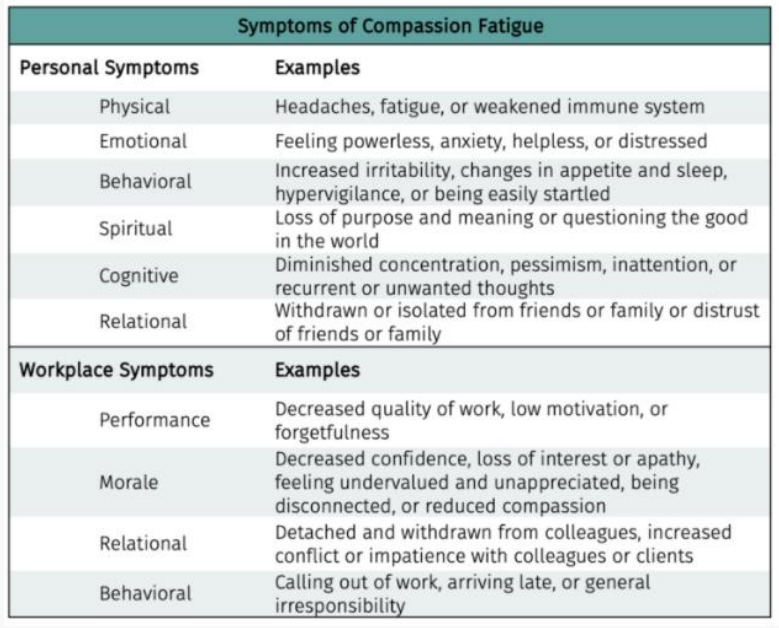 Symptoms of Compassion Fatigue
Personal Symptoms Examples
Physical Headaches, fatigue, or weakened immune system
Emotional Feeling powerless, anxiety, helpless, or distressed
Behavioral Increased irritability, changes in appetite and sleep,
hypervigilance, or being easily startled
Spiritual Loss of purpose and meaning or questioning the good
in the world
Cognitive Diminished concentration, pessimism, inattention, or
recurrent or unwanted thoughts
Relational Withdrawn or isolated from friends or family or distrust
of friends or family
Workplace Symptoms Examples
Performance Decreased quality of work, low motivation, or
forgetfulness
Morale Decreased confidence, loss of interest or apathy,
feeling undervalued and unappreciated, being
disconnected, or reduced compassion
Relational Detached and withdrawn from colleagues, increased
conflict or impatience with colleagues or clients
Behavioral Calling out of work, arriving late, or general
irresponsibility